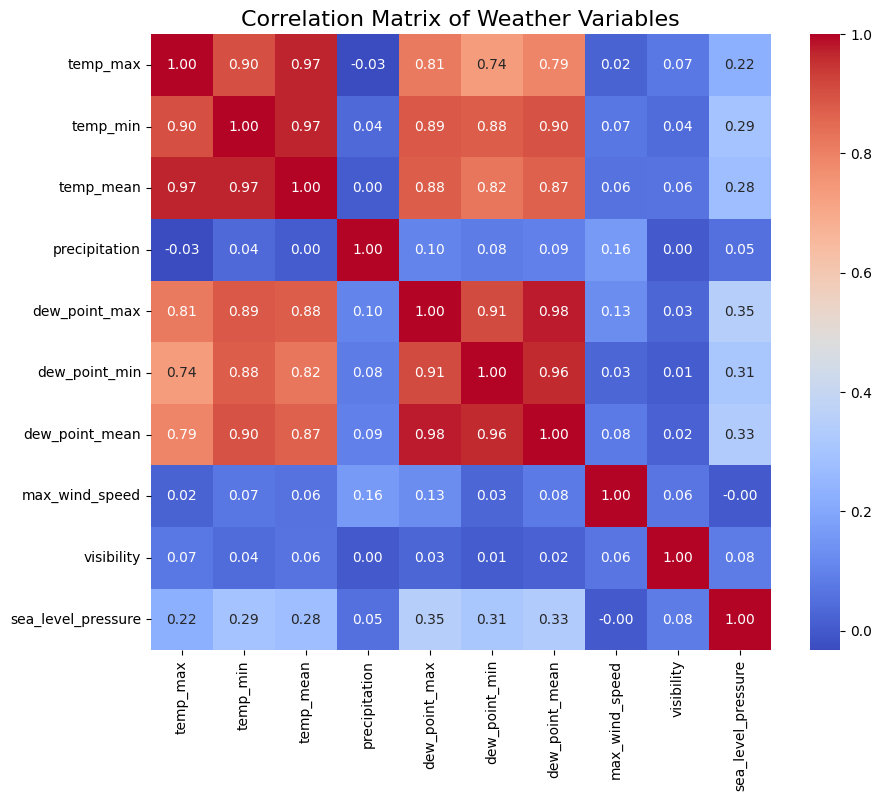 Correlation Matrix of Weather Variables
temp_max 1.00 0.90 0.97 -0.03 0.81 0.74 0.79 0.02 0.07 0.22
temp_min 0.90 1.00 0.97 0.04 0.89 0.88 0.90 0.07 0.04 0.29
temp_mean 0.97 0.97 1.00 0.00 0.88 0.82 0.87 0.06 0.06 0.28
precipitation -0.03 0.04 0.00 1.00 0.10 0.08 0.09 0.16 0.00 0.05
dew_point_max 0.81 0.89 0.88 0.10 1.00 0.91 0.98 0.13 0.03 0.35
dew_point_min 0.74 0.88 0.82 0.08 0.91 1.00 0.96 0.03 0.01 0.31
dew_point_mean 0.79 0.90 0.87 0.09 0.98 0.96 1.00 0.08 0.02 0.33
max_wind_speed 0.02 0.07 0.06 0.16 0.13 0.03 0.08 1.00 0.06 -0.00
visibility 0.07 0.04 0.06 0.00 0.03 0.01 0.02 0.06 1.00 0.08
sea_level_pressure 0.22 0.29 0.28 0.05 0.35 0.31 0.33 -0.00 0.08 1.00
temp_max
temp_min
temp_mean
precipitation
dew_point_max
dew_point_min
dew_point_mean
max_wind_speed
visibility
sea_level_pressure
1.0
0.8
0.6
0.4
0.2
0.0